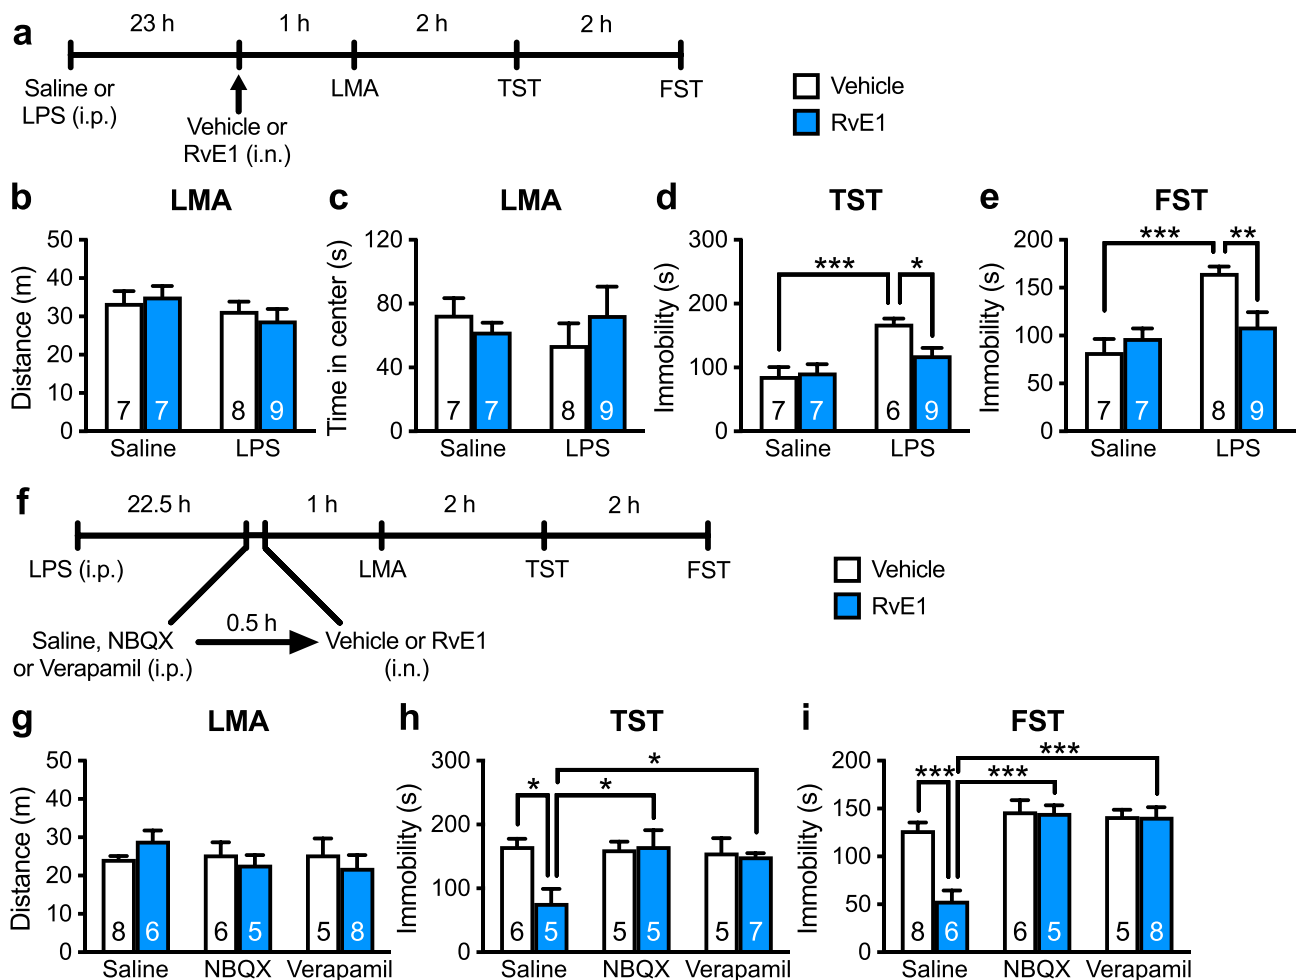 a
23 h
1 h
2 h
2 h
Saline or
LPS (i.p.)
LMA
TST
FST
Vehicle or
RvE1 (i.n.)
Vehicle
RvE1
b
LMA
Distance (m)
50
40
30
20
10
0
7
7
8
9
Saline
LPS
c
LMA
Time in center (s)
120
80
40
0
7
7
8
9
Saline
LPS
d
TST
Immobility (s)
300
200
100
0
***
*
7
7
6
9
Saline
LPS
e
FST
Immobility (s)
200
150
100
50
0
***
**
7
7
8
9
Saline
LPS
f
22.5 h
1 h
2 h
2 h
LPS (i.p.)
LMA
TST
FST
0.5 h
Saline, NBQX
or Verapamil (i.p.)
Vehicle or RvE1
(i.n.)
Vehicle
RvE1
g
LMA
Distance (m)
50
40
30
20
10
0
8
6
6
5
5
8
Saline
NBQX
Verapamil
h
TST
Immobility (s)
300
200
100
0
*
*
*
6
5
5
5
5
7
Saline
NBQX
Verapamil
i
FST
Immobility (s)
200
150
100
50
0
***
***
***
8
6
6
5
5
8
Saline
NBQX
Verapamil